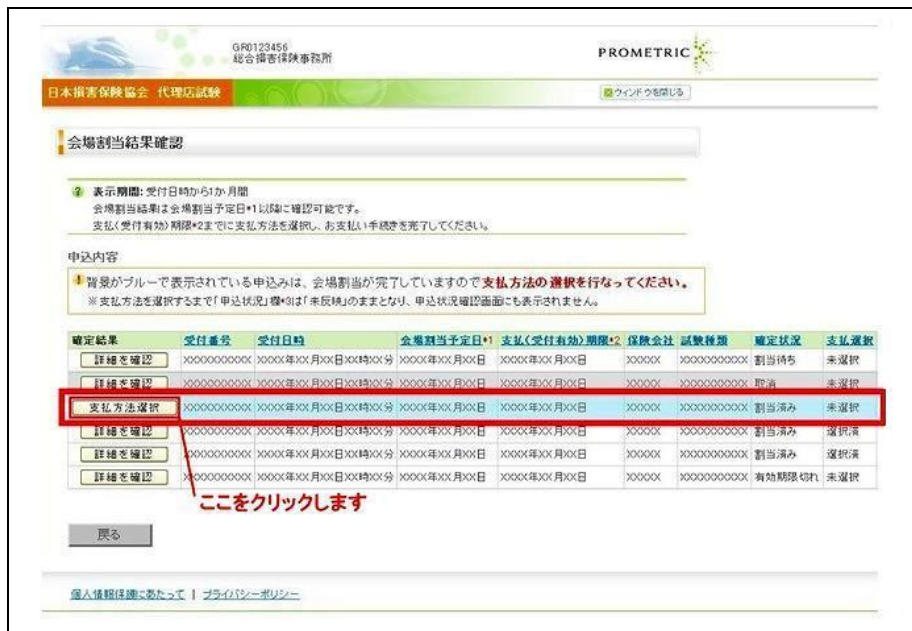 GR0123456
総合損害保険事務所
PROMETRIC
日本損害保険協会 代理店試験
ウィンドウを閉じる
会場割当結果確認
表示期間: 受付日時から1か月間
会場割当結果は会場割当予定日*1以降に確認可能です。
支払(受付有効)期限*2までに支払方法を選択し、お支払い手続きを完了してください。
申込内容
背景がブルーで表示されている申込みは、会場割当が完了していますので支払方法の選択を行なってください。
※支払方法を選択するまで「申込状況」欄*3は「未反映」のままとなり、申込状況確認画面にも表示されません。
確定結果 受付番号 受付日時 会場割当予定日*1 支払(受付有効)期限*2 保険会社 試験種類 確定状況 支払選択
詳細を確認 XXXXXXXXXX XXXX年XX月XX日XX時XX分 XXXX年XX月XX日 XXXX年XX月XX日 XXXXX XXXXXXXXXX 割当待ち 未選択
詳細を確認 XXXXXXXXXX XXXX年XX月XX日XX時XX分 XXXX年XX月XX日 XXXX年XX月XX日 XXXXX XXXXXXXXXX 取消 未選択
支払方法選択 XXXXXXXXXX XXXX年XX月XX日XX時XX分 XXXX年XX月XX日 XXXX年XX月XX日 XXXXX XXXXXXXXXX 割当済み 未選択
詳細を確認 XXXXXXXXXX XXXX年XX月XX日XX時XX分 XXXX年XX月XX日 XXXX年XX月XX日 XXXXX XXXXXXXXXX 割当済み 選択済
詳細を確認 XXXXXXXXXX XXXX年XX月XX日XX時XX分 XXXX年XX月XX日 XXXX年XX月XX日 XXXXX XXXXXXXXXX 割当済み 選択済
詳細を確認 XXXXXXXXXX XXXX年XX月XX日XX時XX分 XXXX年XX月XX日 XXXX年XX月XX日 XXXXX XXXXXXXXXX 有効期限切れ 未選択
ここをクリックします
戻る
個人情報保護にあたって | プライバシーポリシー